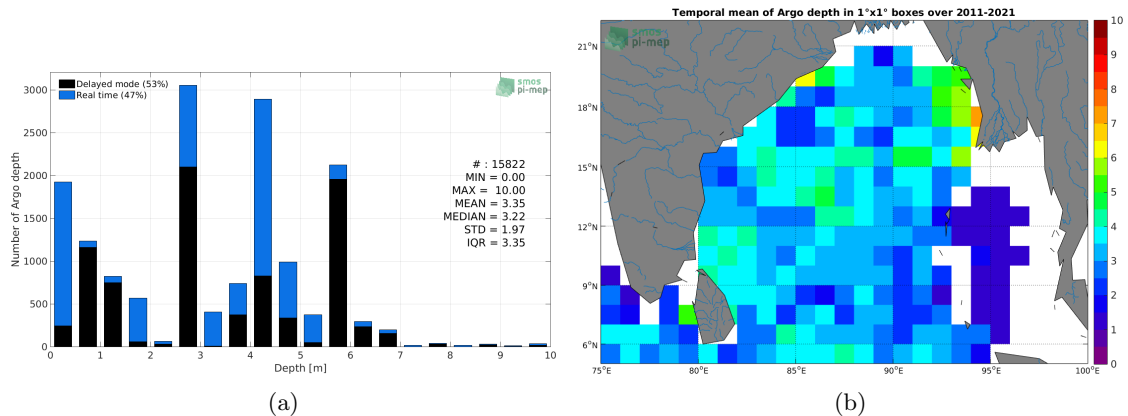 smos
pi-mep
Delayed mode (53%)
Real time (47%)
Number of Argo depth
3000
2500
2000
1500
1000
500
0
# : 15822
MIN = 0.00
MAX = 10.00
MEAN = 3.35
MEDIAN = 3.22
STD = 1.97
IQR = 3.35
0 1 2 3 4 5 6 7 8 9 10
Depth [m]
(a)
Temporal mean of Argo depth in 1°x1° boxes over 2011-2021
smos
pi-mep
21°N
18°N
15°N
12°N
9°N
6°N
75°E 80°E 85°E 90°E 95°E 100°E
10
9
8
7
6
5
4
3
2
1
0
(b)